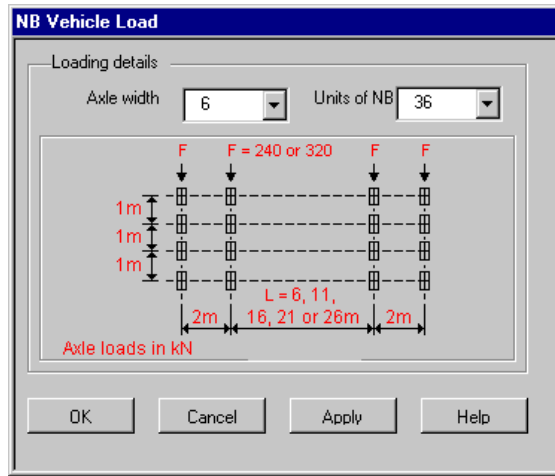 NB Vehicle Load
Loading details
Axle width 6 Units of NB 36
F F = 240 or 320 F F
1m
1m
1m
L = 6, 11,
2m 16, 21 or 26m 2m
Axle loads in kN
OK Cancel Apply Help